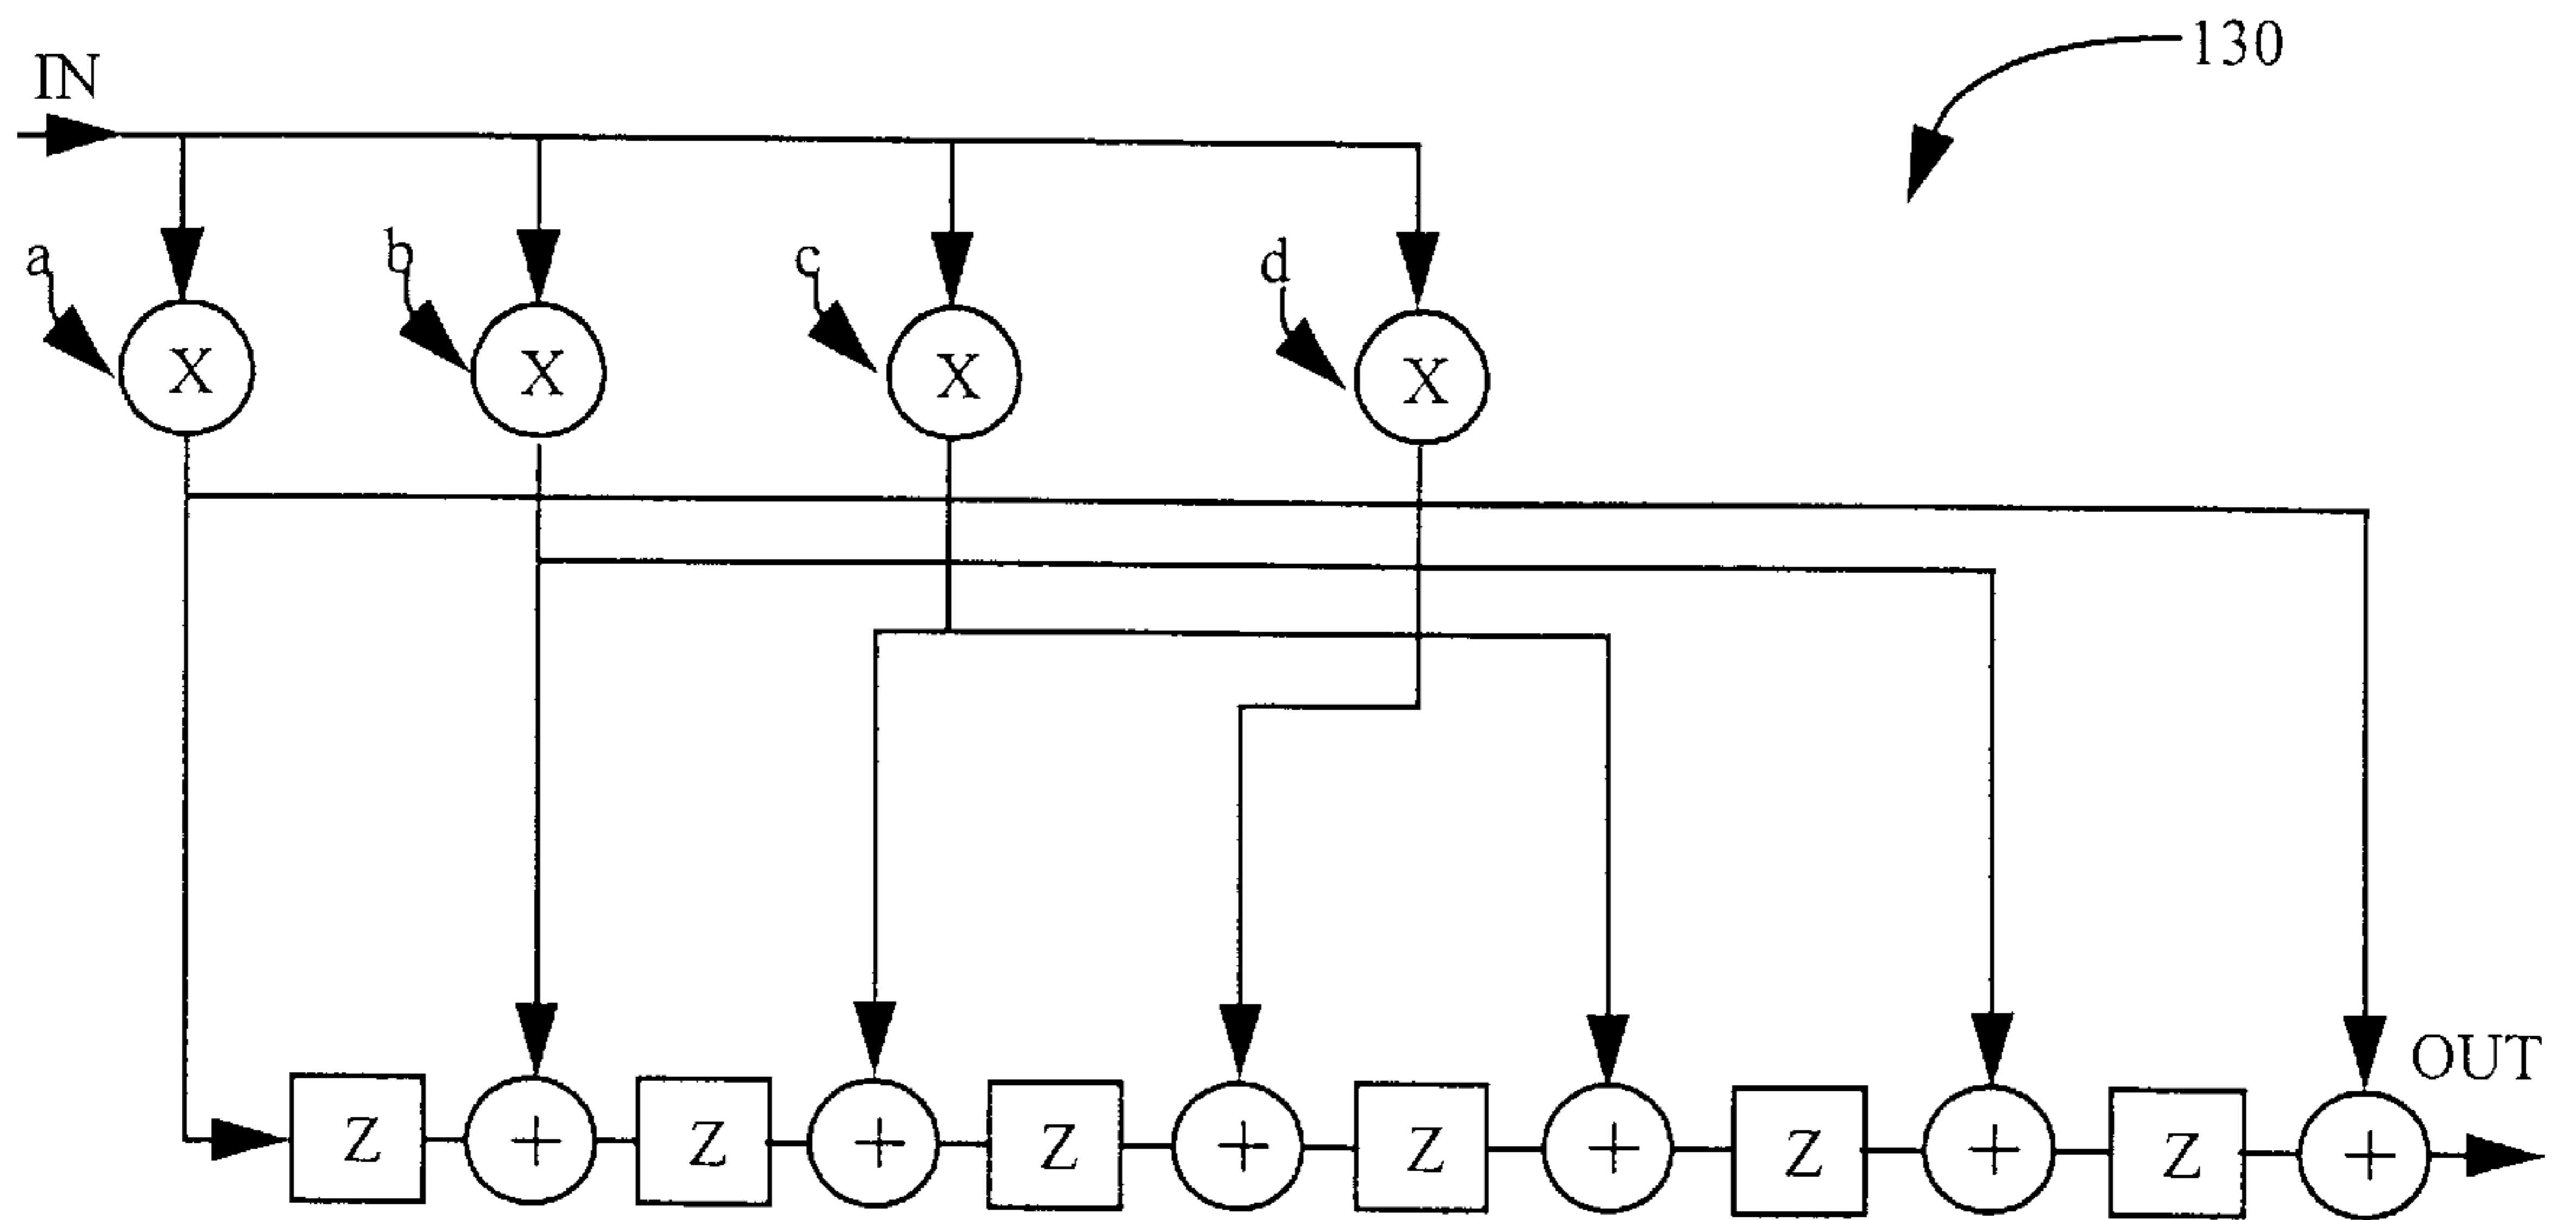 130
IN
a b c d
X X X X
OUT
Z + Z + Z + Z + Z + Z +